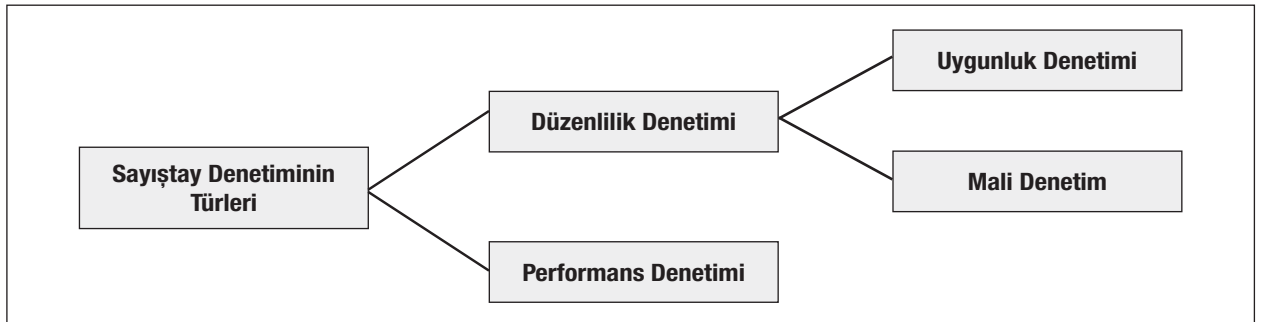 Sayıştay Denetiminin
Türleri
Düzenlilik Denetimi
Performans Denetimi
Uygunluk Denetimi
Mali Denetim